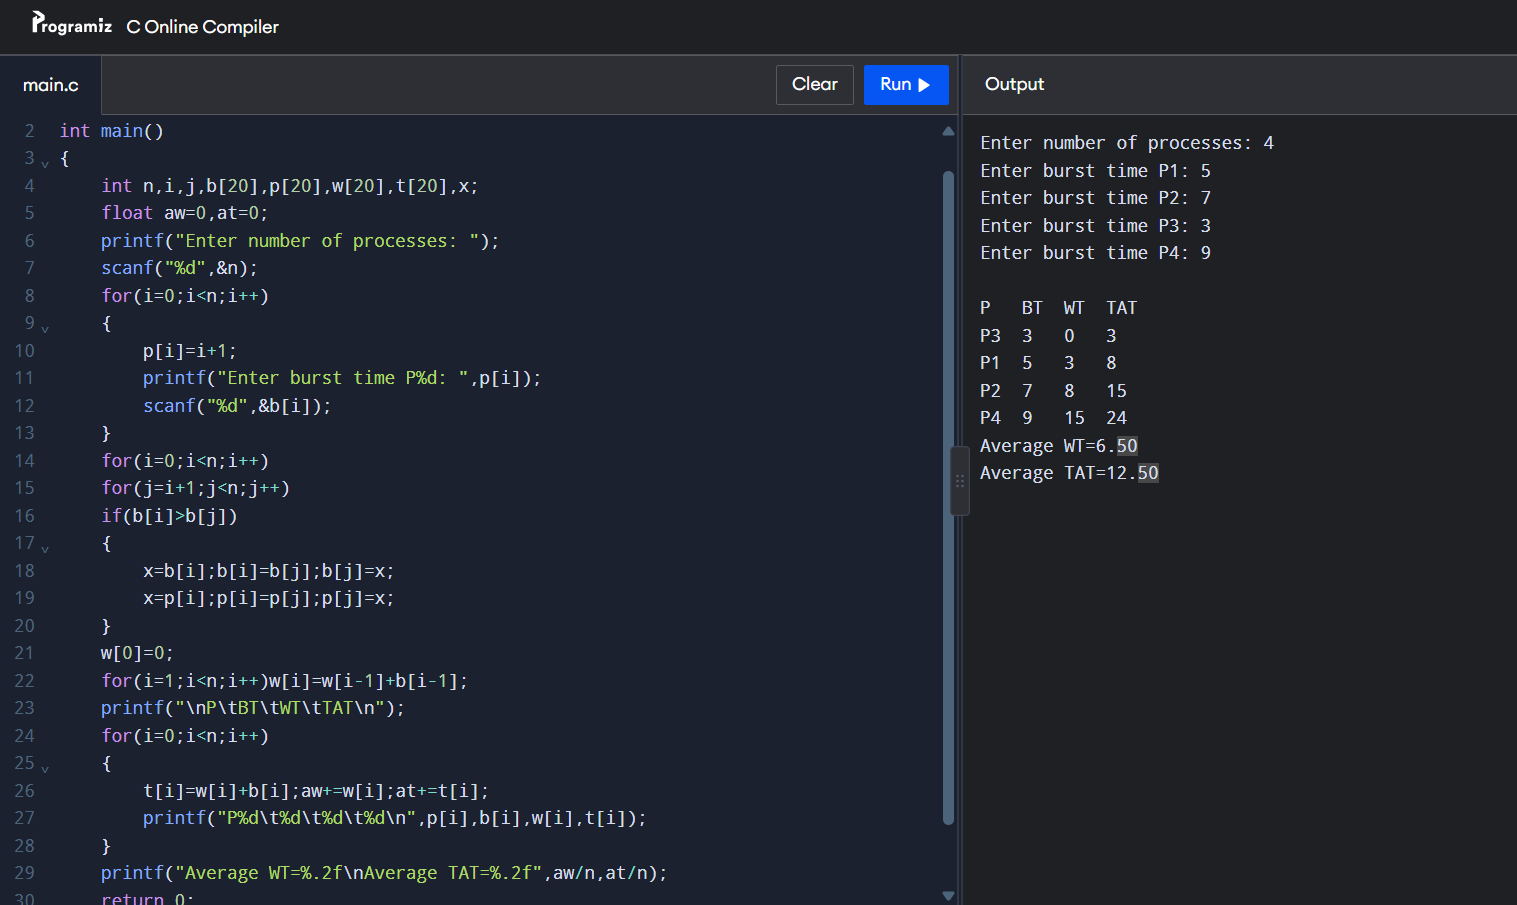 Programiz C Online Compiler
main.c
Clear
Run
Output
2 int main()
3 {
4 int n,i,j,b[20],p[20],w[20],t[20],x;
5 float aw=0,at=0;
6 printf("Enter number of processes: ");
7 scanf("%d",&n);
8 for(i=0;i<n;i++)
9 {
10 p[i]=i+1;
11 printf("Enter burst time P%d: ",p[i]);
12 scanf("%d",&b[i]);
13 }
14 for(i=0;i<n;i++)
15 for(j=i+1;j<n;j++)
16 if(b[i]>b[j])
17 {
18 x=b[i];b[i]=b[j];b[j]=x;
19 x=p[i];p[i]=p[j];p[j]=x;
20 }
21 w[0]=0;
22 for(i=1;i<n;i++)w[i]=w[i-1]+b[i-1];
23 printf("\nP\tBT\tWT\tTAT\n");
24 for(i=0;i<n;i++)
25 {
26 t[i]=w[i]+b[i];aw+=w[i];at+=t[i];
27 printf("P%d\t%d\t%d\t%d\n",p[i],b[i],w[i],t[i]);
28 }
29 printf("Average WT=%.2f\nAverage TAT=%.2f",aw/n,at/n);
30 return 0;
Enter number of processes: 4
Enter burst time P1: 5
Enter burst time P2: 7
Enter burst time P3: 3
Enter burst time P4: 9
P BT WT TAT
P3 3 0 3
P1 5 3 8
P2 7 8 15
P4 9 15 24
Average WT=6.50
Average TAT=12.50